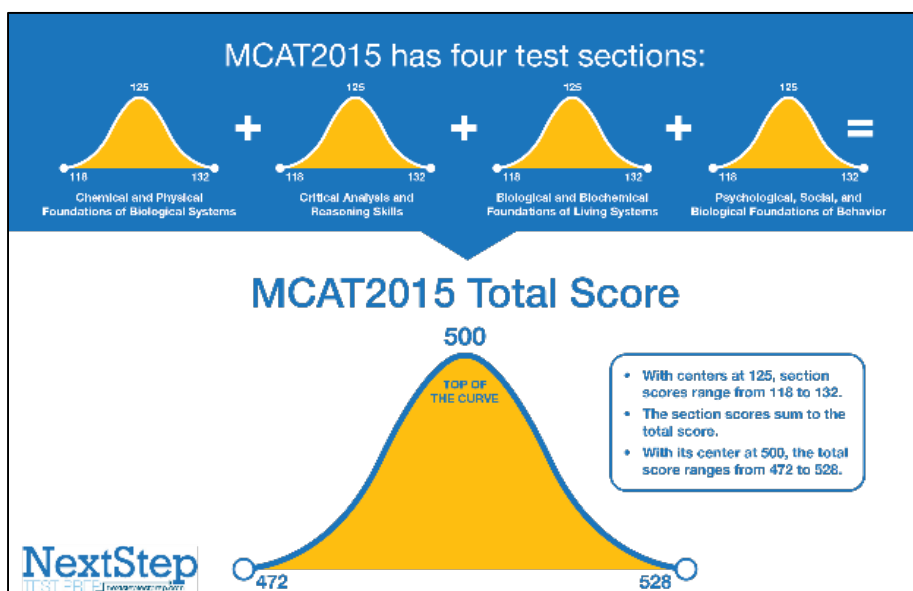 MCAT2015 has four test sections:
125
125
125
125
+
+
+
=
118
132
118
132
118
132
118
132
Chemical and Physical
Foundations of Biological Systems
Critical Analysis and
Reasoning Skills
Biological and Biochemical
Foundations of Living Systems
Psychological, Social, and
Biological Foundations of Behavior
MCAT2015 Total Score
500
TOP OF
THE CURVE
• With centers at 125, section
scores range from 118 to 132.
• The section scores sum to the
total score.
• With its center at 500, the total
score ranges from 472 to 528.
472
528
NextStep
TEST PREP